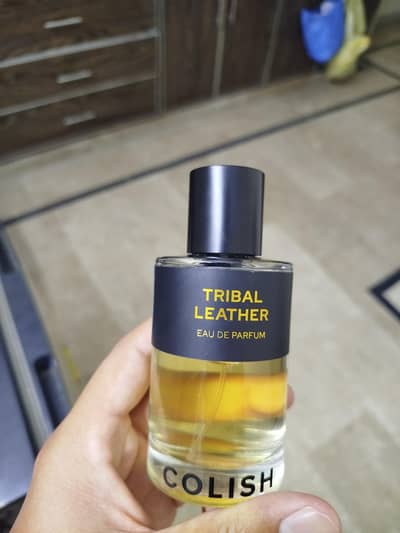 TRIBAL
LEATHER
EAU DE PARFUM
COLISH